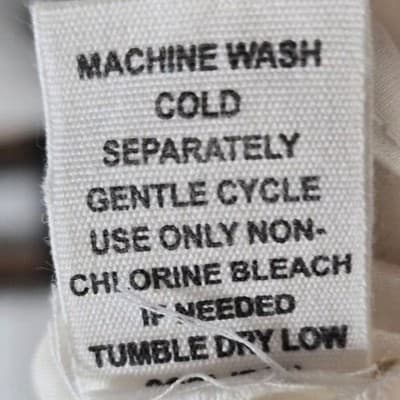 MACHINE WASH
COLD
SEPARATELY
GENTLE CYCLE
USE ONLY NON-
CHLORINE BLEACH
IF NEEDED
TUMBLE DRY LOW